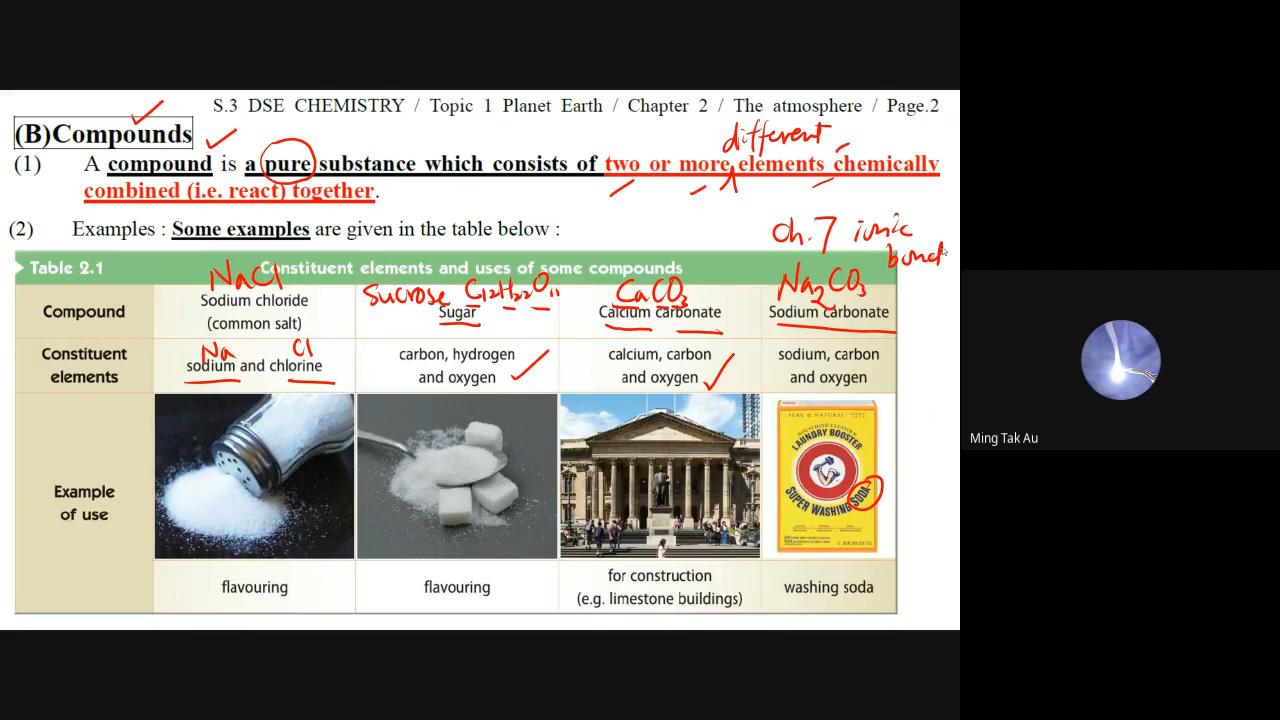 S.3 DSE CHEMISTRY / Topic 1 Planet Earth / Chapter 2 / The atmosphere / Page.2
(B)Compounds
different
(1) A compound is a pure substance which consists of two or more elements chemically
combined (i.e. react) together.
(2) Examples : Some examples are given in the table below :
Ch.7 ionic
bond
Table 2.1 Constituent elements and uses of some compounds
NaCl Sucrose C12H22O11 CaCO3 Na2CO3
Compound
Sodium chloride
(common salt)
Sugar
Calcium carbonate
Sodium carbonate
Constituent
elements
Na Cl
sodium and chlorine
carbon, hydrogen
and oxygen
calcium, carbon
and oxygen
sodium, carbon
and oxygen
Example
of use
PURE & NATURAL
HOUSEHOLD CLEANER &
LAUNDRY BOOSTER
SUPER WASHING SODA
flavouring
flavouring
for construction
(e.g. limestone buildings)
washing soda
Ming Tak Au